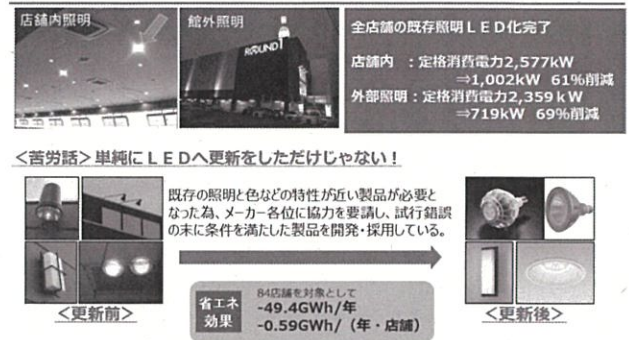 店舗内照明
館外照明
ROUND1
全店舗の既存照明ＬＥＤ化完了
店舗内　：定格消費電力2,577kW
⇒1,002kW　61%削減
外部照明：定格消費電力2,359ｋW
⇒719kW　69%削減
＜苦労話＞単純にＬＥＤへ更新をしただけじゃない！
既存の照明と色などの特性が近い製品が必要と
なった為、メーカー各位に協力を要請し、試行錯誤
の末に条件を満たした製品を開発・採用している。
＜更新前＞
＜更新後＞
省エネ
効果
84店舗を対象として
-49.4GWh/年
-0.59GWh/（年・店舗）